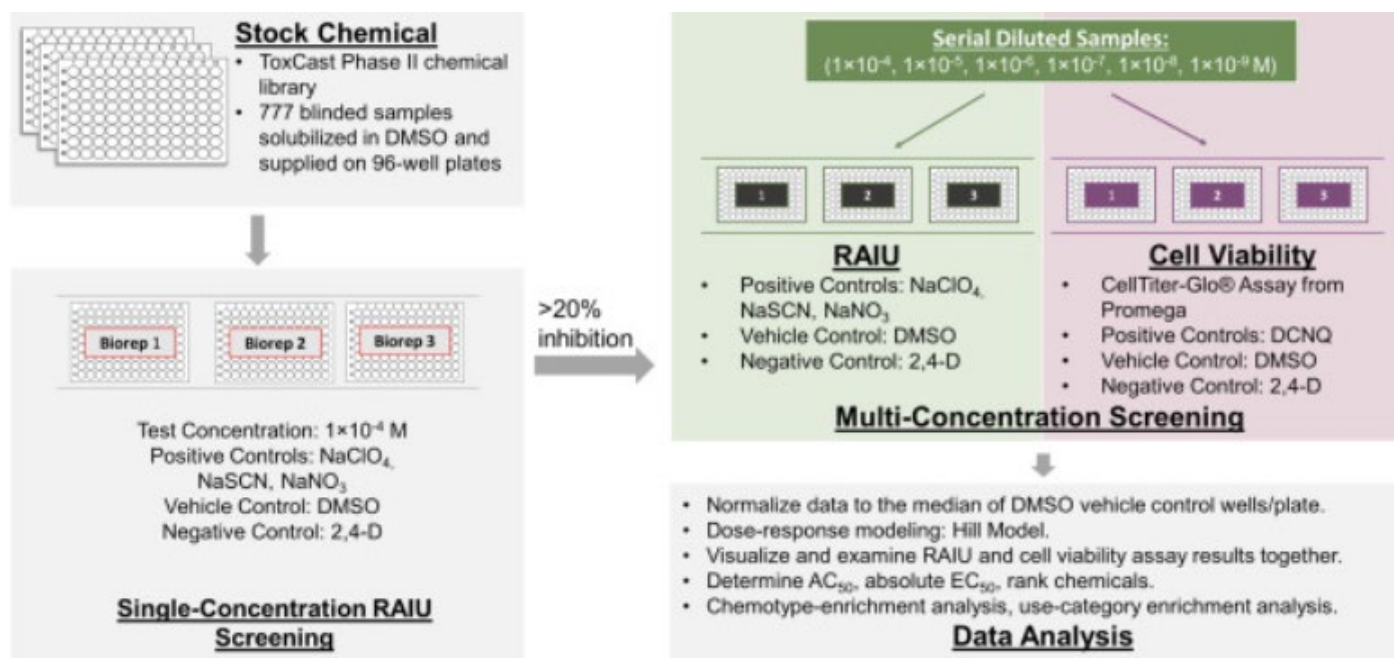 Stock Chemical
• ToxCast Phase II chemical
library
• 777 blinded samples
solubilized in DMSO and
supplied on 96-well plates
Biorep 1
Biorep 2
Biorep 3
Test Concentration: 1×10⁻⁴ M
Positive Controls: NaClO₄,
NaSCN, NaNO₃
Vehicle Control: DMSO
Negative Control: 2,4-D
Single-Concentration RAIU
Screening
>20%
inhibition
Serial Diluted Samples:
(1×10⁻⁴, 1×10⁻⁵, 1×10⁻⁶, 1×10⁻⁷, 1×10⁻⁸, 1×10⁻⁹ M)
1
2
3
RAIU
• Positive Controls: NaClO₄,
NaSCN, NaNO₃
• Vehicle Control: DMSO
• Negative Control: 2,4-D
1
2
3
Cell Viability
• CellTiter-Glo® Assay from
Promega
• Positive Controls: DCNQ
• Vehicle Control: DMSO
• Negative Control: 2,4-D
Multi-Concentration Screening
• Normalize data to the median of DMSO vehicle control wells/plate.
• Dose-response modeling: Hill Model.
• Visualize and examine RAIU and cell viability assay results together.
• Determine AC₅₀, absolute EC₅₀, rank chemicals.
• Chemotype-enrichment analysis, use-category enrichment analysis.
Data Analysis